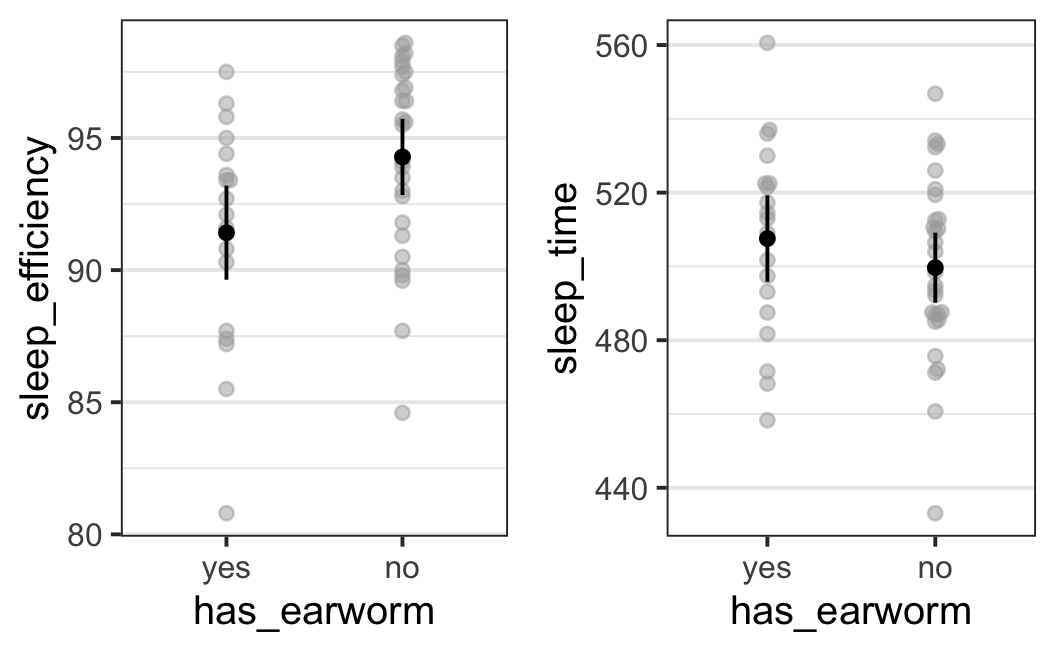 sleep_efficiency
95
90
85
80
yes
no
has_earworm
sleep_time
560
520
480
440
yes
no
has_earworm